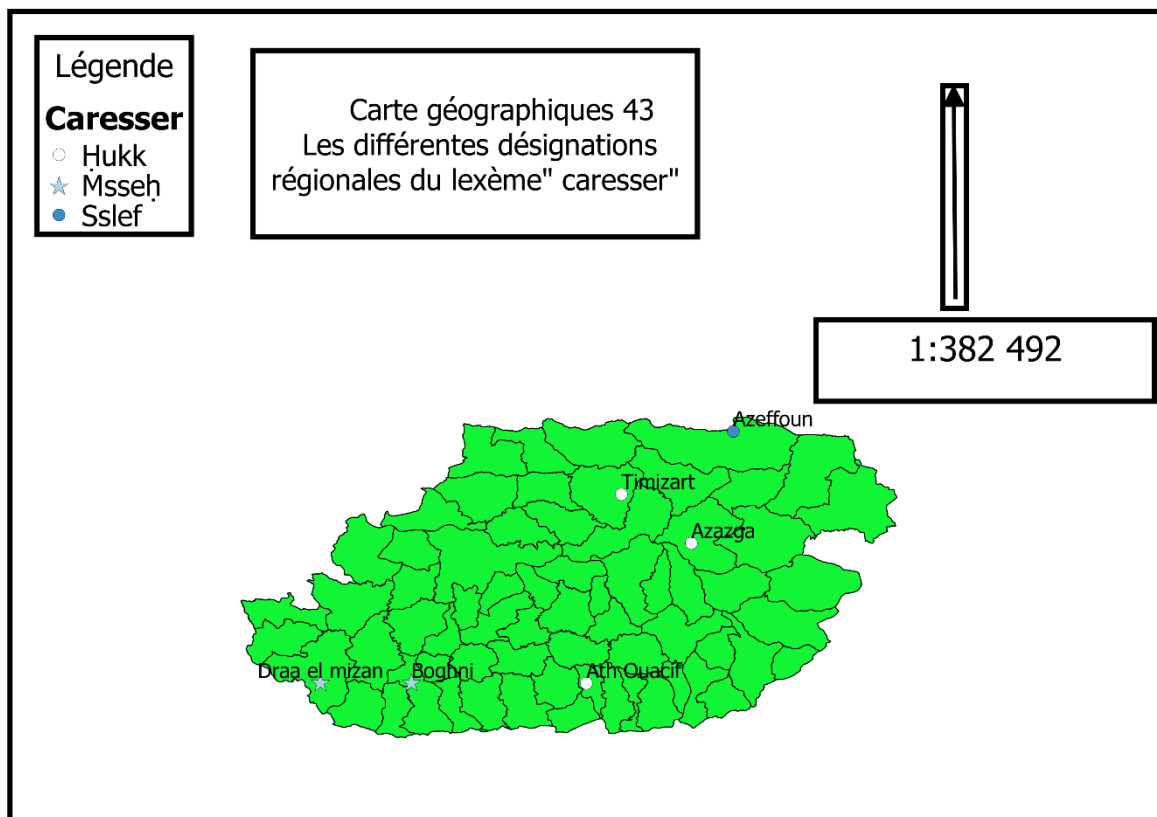 Légende
Caresser
Ḥukk
Ṁsseḥ
Sslef
Carte géographiques 43
Les différentes désignations
régionales du lexème" caresser"
1:382 492
Azeffoun
Timizart
Azazga
Draa el mizan
Boghni
Ath Ouacif